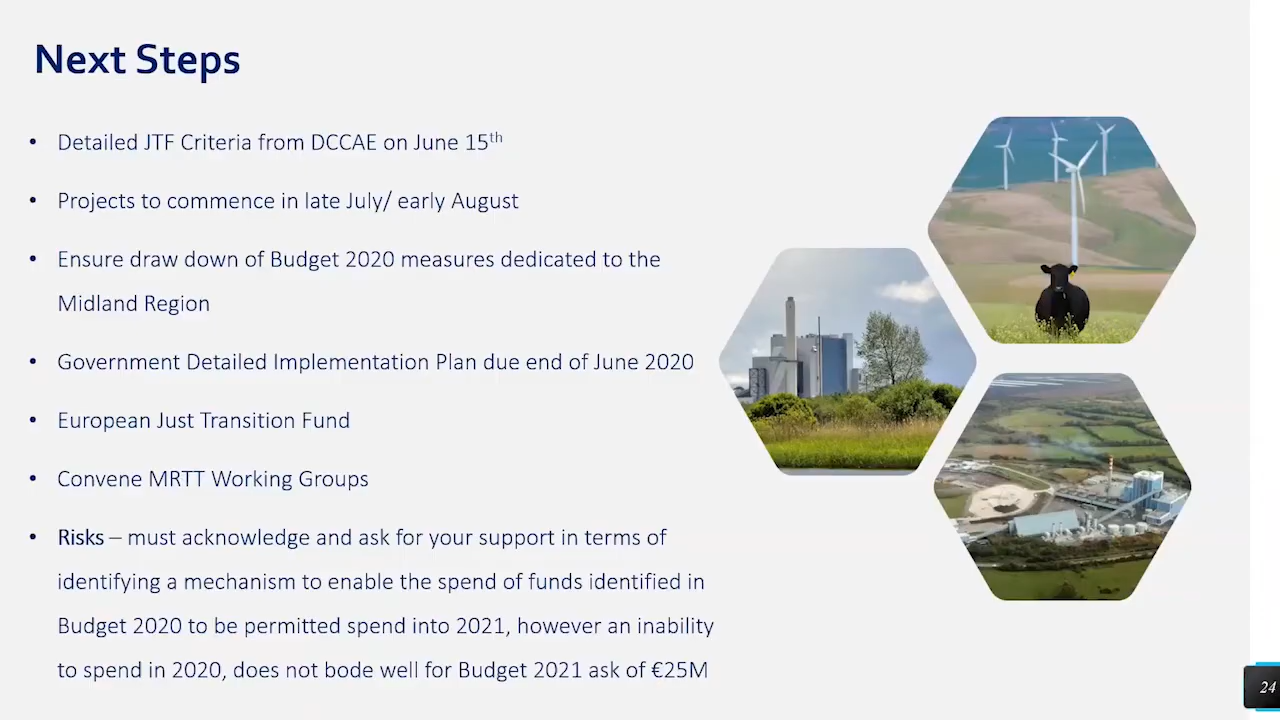 Next Steps
• Detailed JTF Criteria from DCCAE on June 15th
• Projects to commence in late July/ early August
• Ensure draw down of Budget 2020 measures dedicated to the
Midland Region
• Government Detailed Implementation Plan due end of June 2020
• European Just Transition Fund
• Convene MRTT Working Groups
• Risks – must acknowledge and ask for your support in terms of
identifying a mechanism to enable the spend of funds identified in
Budget 2020 to be permitted spend into 2021, however an inability
to spend in 2020, does not bode well for Budget 2021 ask of €25M
24